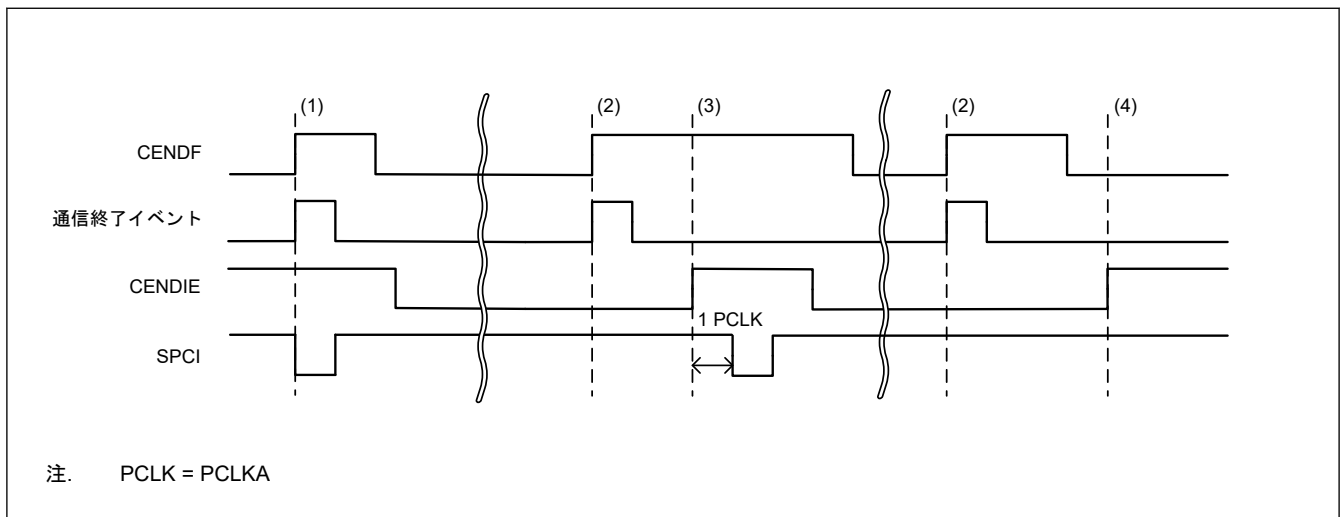 (1) (2) (3) (2) (4)
CENDF
通信終了イベント
CENDIE
1 PCLK
SPCI
注. PCLK = PCLKA